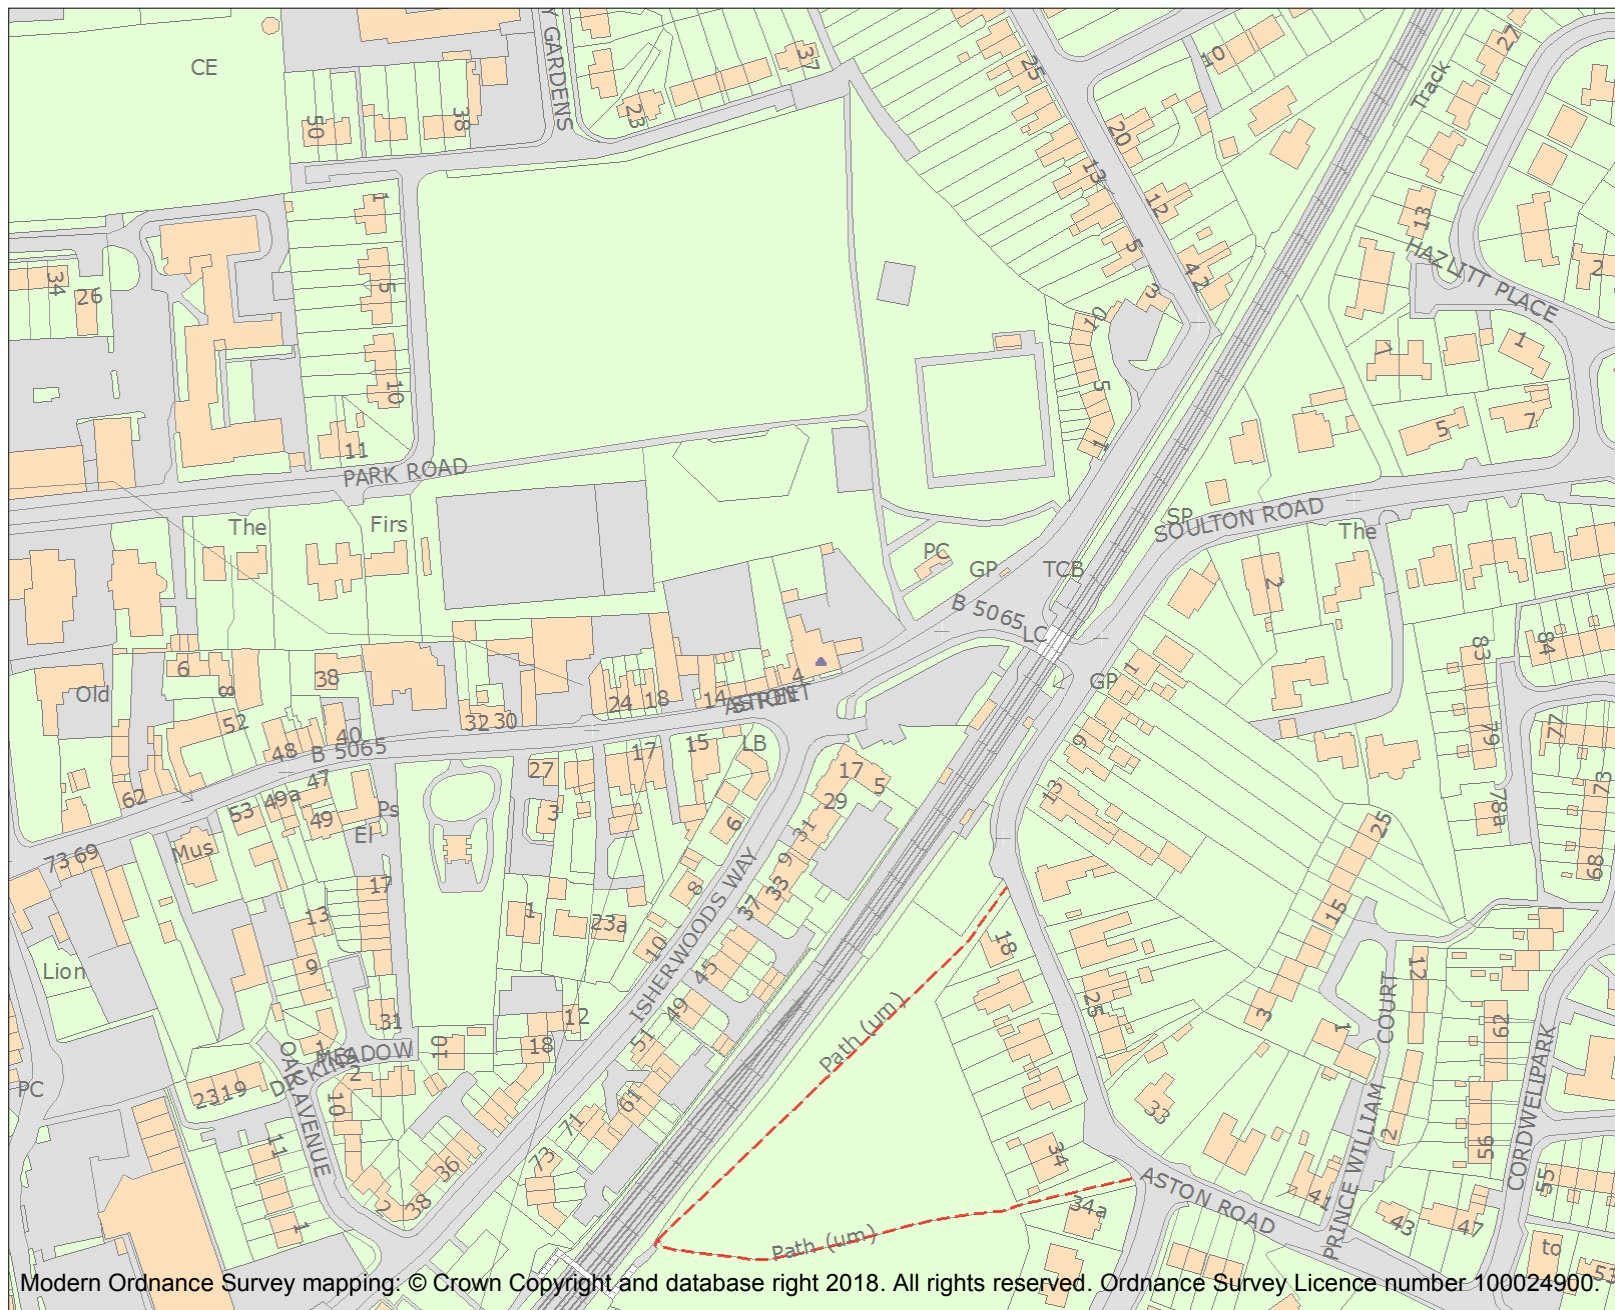 CE
Y GARDENS
50
38
23
37
25
10
27
Track
20
13
12
5
42
3
10
5
1
13
HAZLITT PLACE
2
1
7
5
7
34
26
1
5
10
11
PARK ROAD
The
Firs
PC
GP
TCB
SP
SOULTON ROAD
The
B 5065
LC
GP
2
83
84
79
77
73
78a
68
1
9
13
6
8
38
Old
52
48
40
B 5065
32
30
24
18
14
4
ASTON
STREET
62
47
49a
53
49
Ps
El
Mus
73
69
27
3
17
15
LB
17
5
29
31
9
33
37
6
8
10
ISHERWOODS WAY
17
13
9
31
1
23a
45
49
51
61
71
73
Lion
PC
12
18
10
MEADOW
DICKINS
OAK AVENUE
1
2
10
23
19
11
1
2
38
36
Path (um)
Path (um)
18
25
33
34
34a
ASTON ROAD
25
15
3
12
COURT
1
2
PRINCE WILLIAM
41
43
47
62
56
CORDWELL PARK
55
to
53
Modern Ordnance Survey mapping: © Crown Copyright and database right 2018. All rights reserved. Ordnance Survey Licence number 100024900.